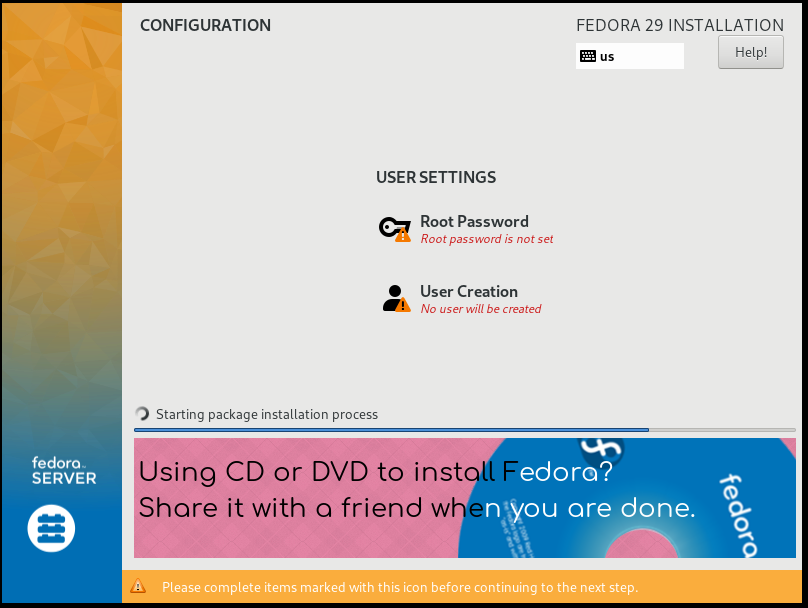 CONFIGURATION
FEDORA 29 INSTALLATION
us
Help!
USER SETTINGS
Root Password
Root password is not set
User Creation
No user will be created
Starting package installation process
fedora™
SERVER
Using CD or DVD to install Fedora?
Share it with a friend when you are done.
fedora
Please complete items marked with this icon before continuing to the next step.